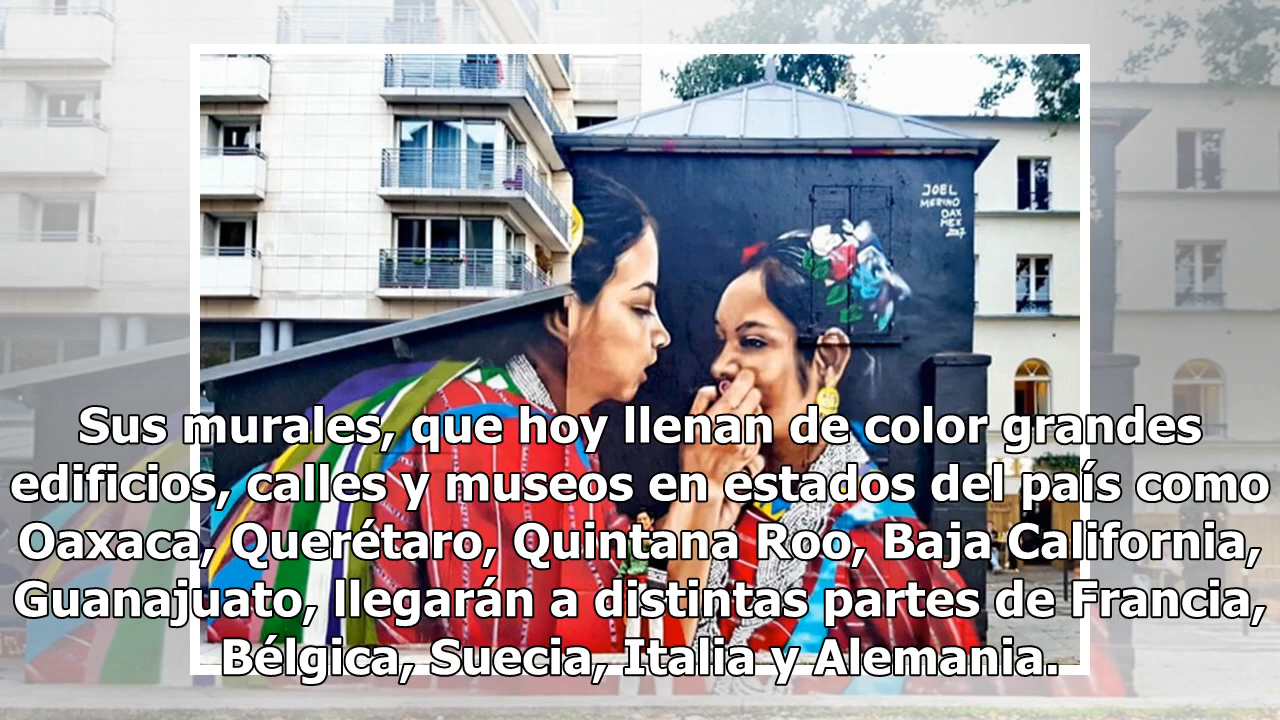 JOEL
MERINO
OAX
MEX
2017
Sus murales, que hoy llenan de color grandes
edificios, calles y museos en estados del país como
Oaxaca, Querétaro, Quintana Roo, Baja California,
Guanajuato, llegarán a distintas partes de Francia,
Bélgica, Suecia, Italia y Alemania.